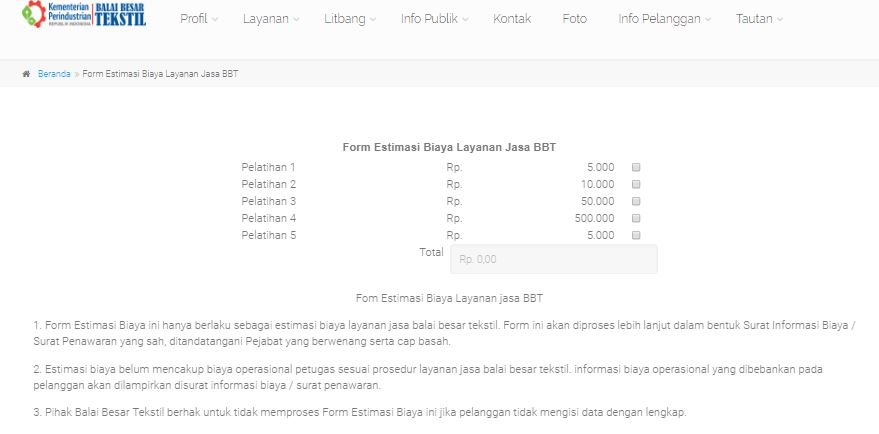 Kementerian
Perindustrian
REPUBLIK INDONESIA
BALAI BESAR
TEKSTIL
Profil Layanan Litbang Info Publik Kontak Foto Info Pelanggan Tautan
Beranda » Form Estimasi Biaya Layanan Jasa BBT
Form Estimasi Biaya Layanan Jasa BBT
Pelatihan 1 Rp. 5.000
Pelatihan 2 Rp. 10.000
Pelatihan 3 Rp. 50.000
Pelatihan 4 Rp. 500.000
Pelatihan 5 Rp. 5.000
Total Rp. 0,00
Fom Estimasi Biaya Layanan jasa BBT
1. Form Estimasi Biaya ini hanya berlaku sebagai estimasi biaya layanan jasa balai besar tekstil. Form ini akan diproses lebih lanjut dalam bentuk Surat Informasi Biaya /
Surat Penawaran yang sah, ditandatangani Pejabat yang berwenang serta cap basah.
2. Estimasi biaya belum mencakup biaya operasional petugas sesuai prosedur layanan jasa balai besar tekstil. informasi biaya operasional yang dibebankan pada
pelanggan akan dilampirkan disurat informasi biaya / surat penawaran.
3. Pihak Balai Besar Tekstil berhak untuk tidak memproses Form Estimasi Biaya ini jika pelanggan tidak mengisi data dengan lengkap.